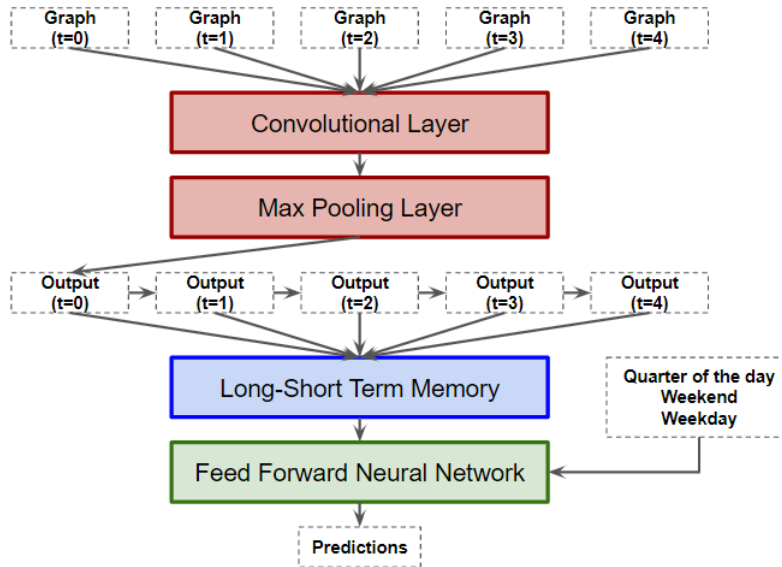 Graph Graph Graph Graph Graph
(t=0) (t=1) (t=2) (t=3) (t=4)
Convolutional Layer
Max Pooling Layer
Output Output Output Output Output
(t=0) (t=1) (t=2) (t=3) (t=4)
Long-Short Term Memory
Quarter of the day
Weekend
Weekday
Feed Forward Neural Network
Predictions